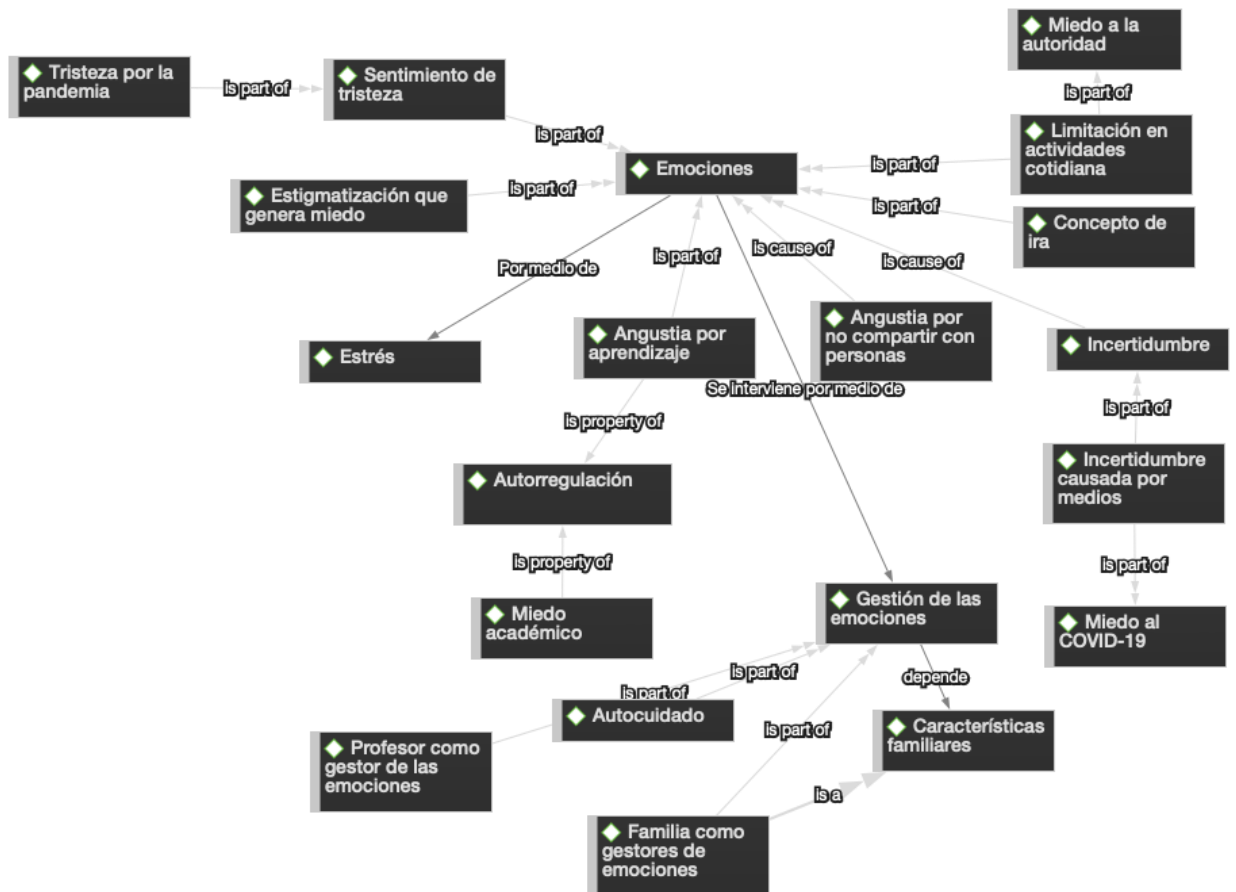 Miedo a la
autoridad
Tristeza por la
pandemia
is part of
Sentimiento de
tristeza
is part of
is part of
Limitación en
actividades
cotidiana
is part of
Emociones
is part of
Estigmatización que
genera miedo
is part of
is part of
Concepto de
ira
is part of
is cause of
is cause of
Por medio de
Angustia por
aprendizaje
Angustia por
no compartir con
personas
Incertidumbre
Estrés
Se interviene por medio de
is part of
is property of
Autorregulación
Incertidumbre
causada por
medios
is property of
is part of
Miedo
académico
Gestión de las
emociones
Miedo al
COVID-19
is part of
is part of
depende
Autocuidado
is part of
Características
familiares
Profesor como
gestor de las
emociones
is a
Familia como
gestores de
emociones